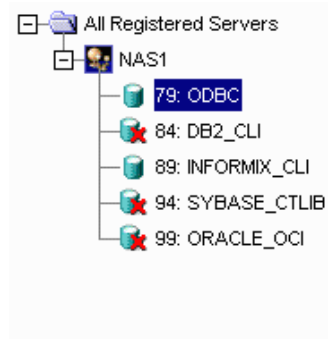 All Registered Servers
NAS1
79: ODBC
84: DB2_CLI
89: INFORMIX_CLI
94: SYBASE_CTLIB
99: ORACLE_OCI